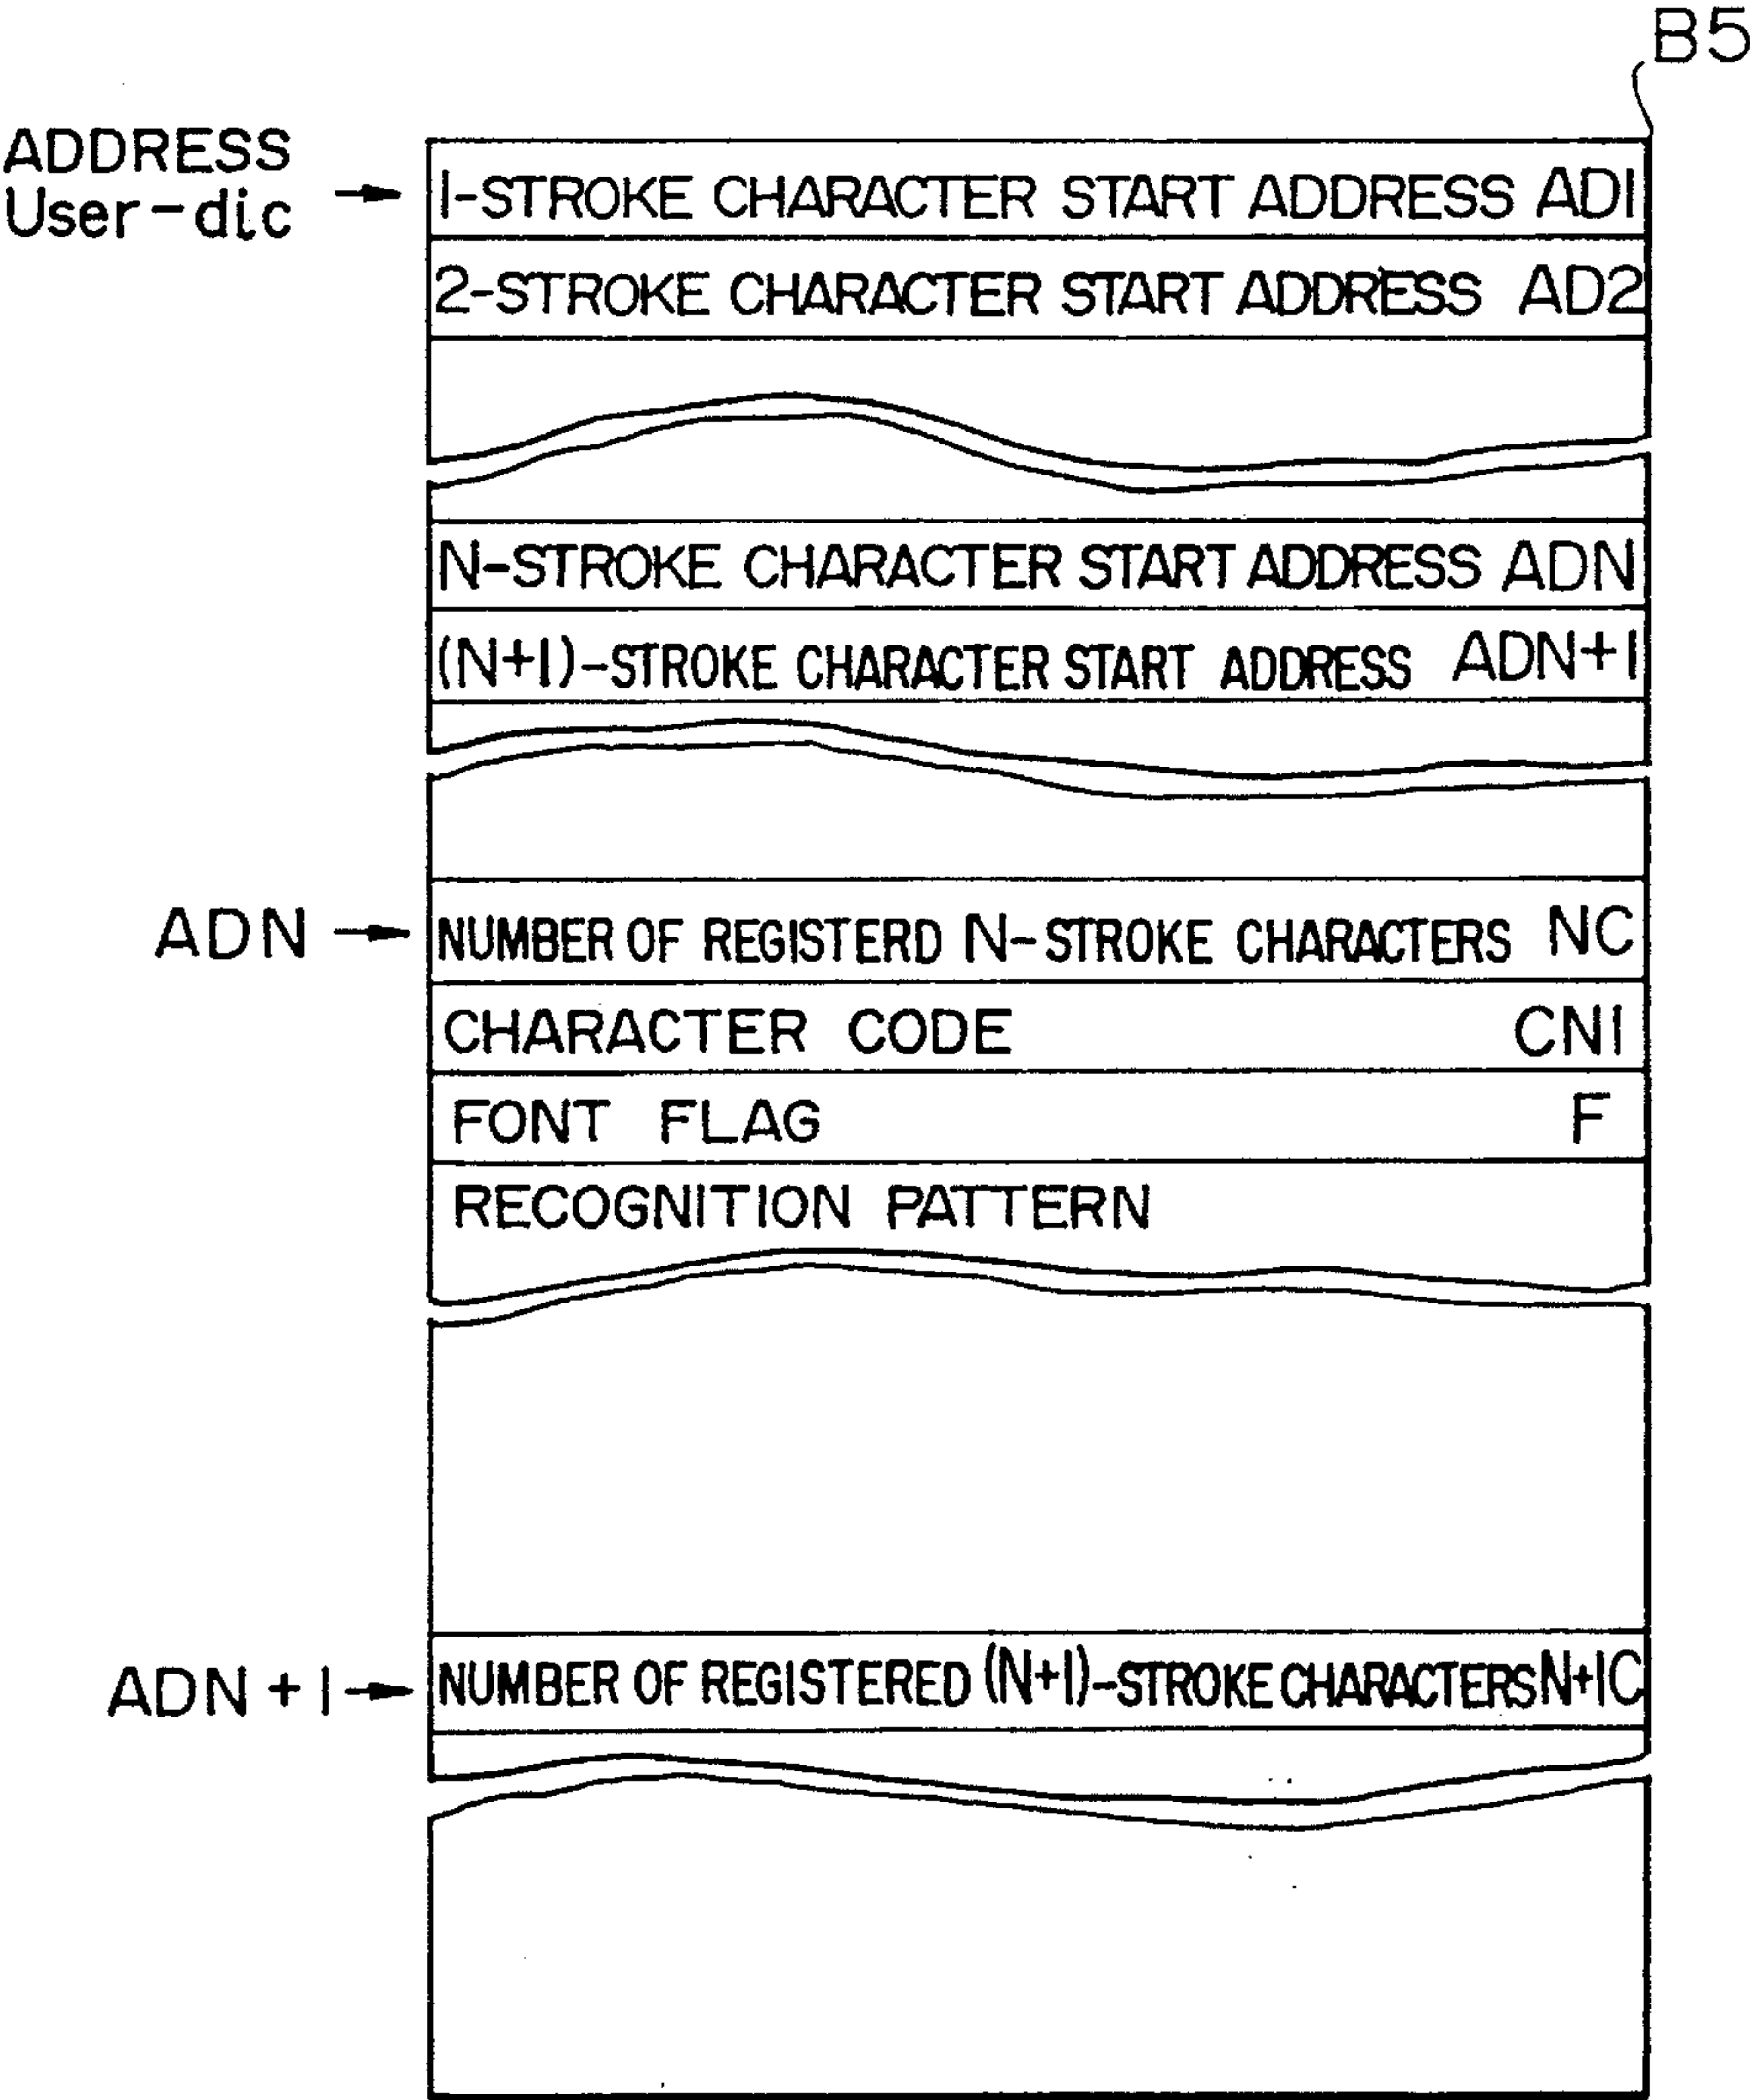 B5
ADDRESS
User-dic
1-STROKE CHARACTER START ADDRESS AD1
2-STROKE CHARACTER START ADDRESS AD2
N-STROKE CHARACTER START ADDRESS ADN
(N+1)-STROKE CHARACTER START ADDRESS ADN+1
ADN NUMBER OF REGISTERD N-STROKE CHARACTERS NC
CHARACTER CODE CN1
FONT FLAG F
RECOGNITION PATTERN
ADN+1 NUMBER OF REGISTERED (N+1)-STROKE CHARACTERS N+1C